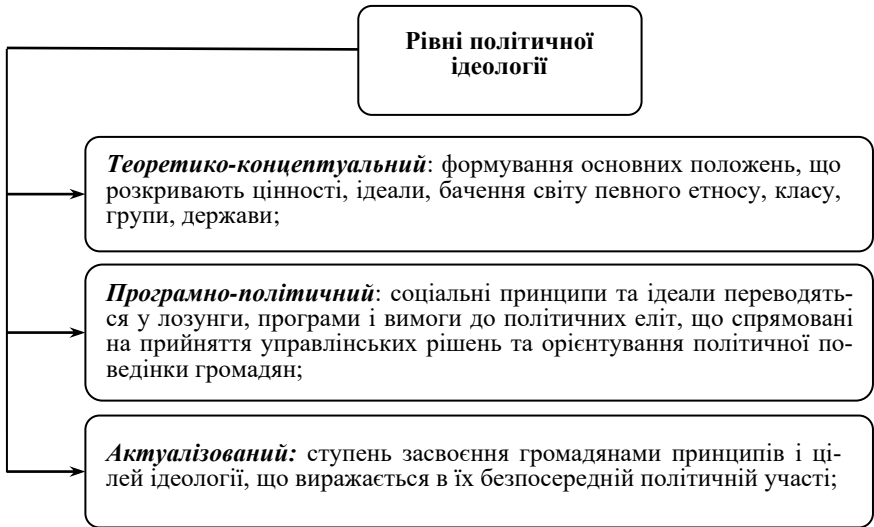 Рівні політичної
ідеології
Теоретико-концептуальний: формування основних положень, що
розкривають цінності, ідеали, бачення світу певного етносу, класу,
групи, держави;
Програмно-політичний: соціальні принципи та ідеали переводять-
ся у лозунги, програми і вимоги до політичних еліт, що спрямовані
на прийняття управлінських рішень та орієнтування політичної по-
ведінки громадян;
Актуалізований: ступень засвоєння громадянами принципів і ці-
лей ідеології, що виражається в їх безпосередній політичній участі;